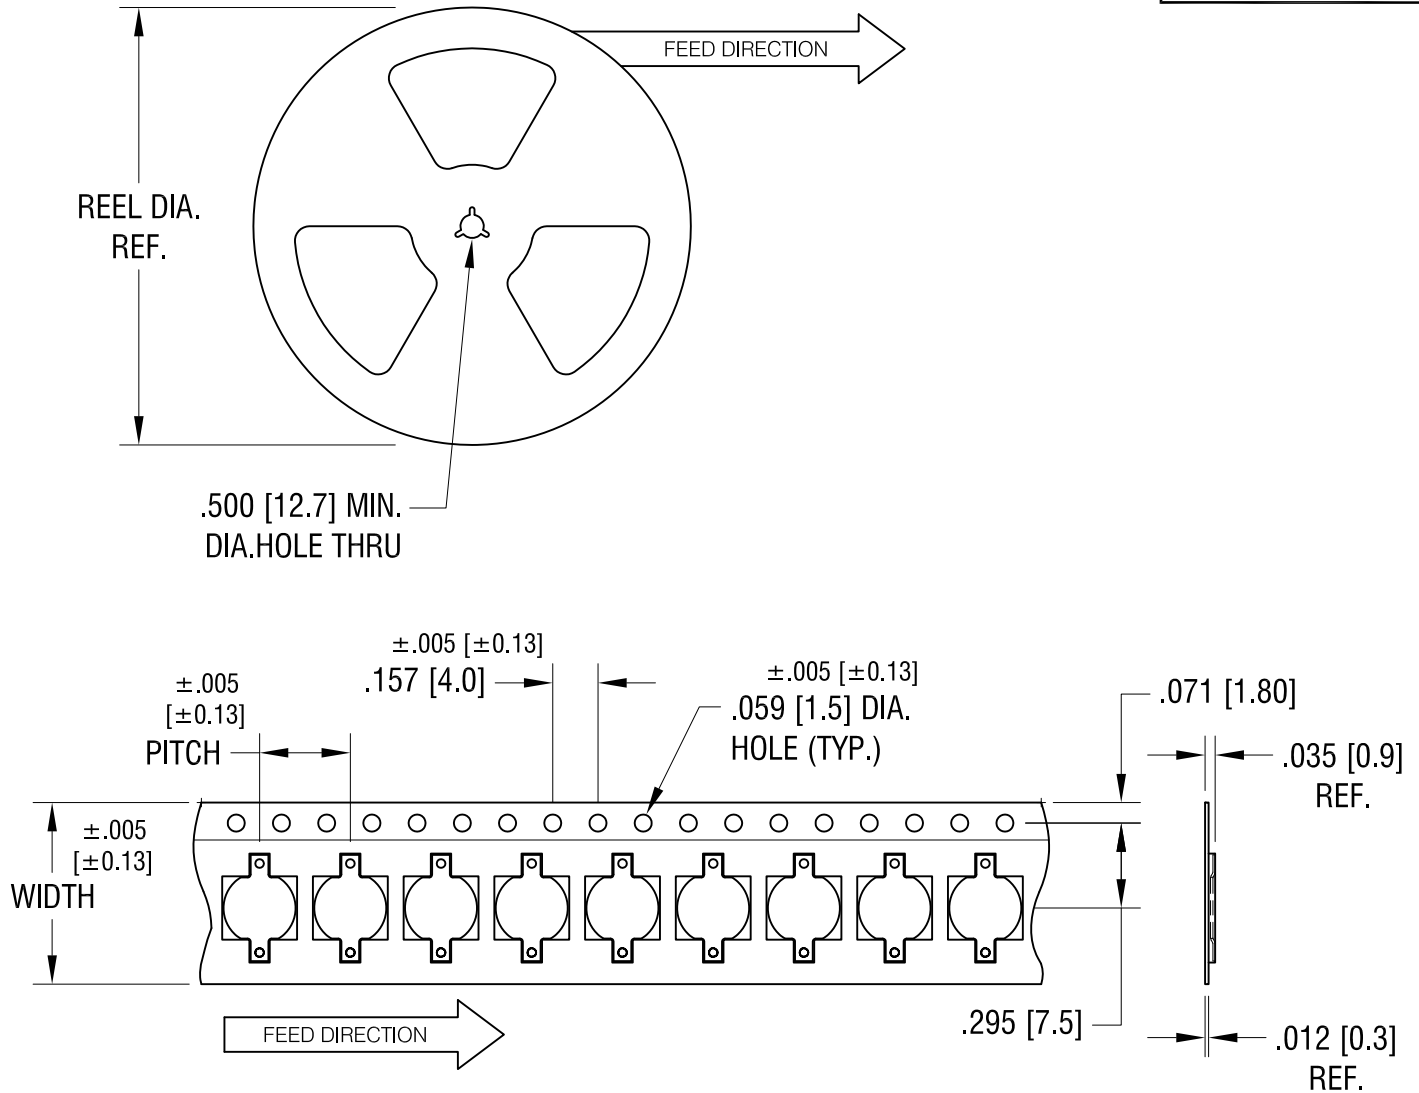 FEED DIRECTION
REEL DIA.
REF.
.500 [12.7] MIN.
DIA.HOLE THRU
±.005 [±0.13]
.157 [4.0]
±.005 [±0.13]
.059 [1.5] DIA.
HOLE (TYP.)
±.005
[±0.13]
PITCH
.071 [1.80]
.035 [0.9]
REF.
±.005
[±0.13]
WIDTH
FEED DIRECTION
.295 [7.5]
.012 [0.3]
REF.